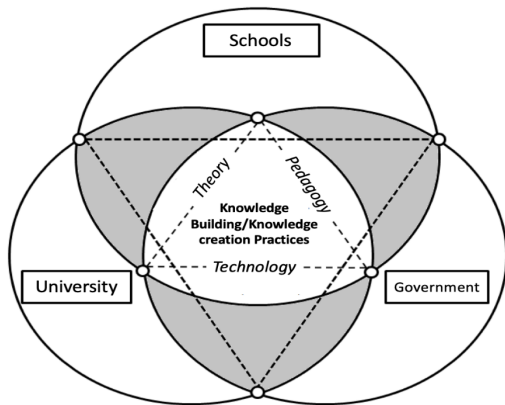 Schools
Theory
Pedagogy
Knowledge
Building/Knowledge
creation Practices
Technology
University
Government